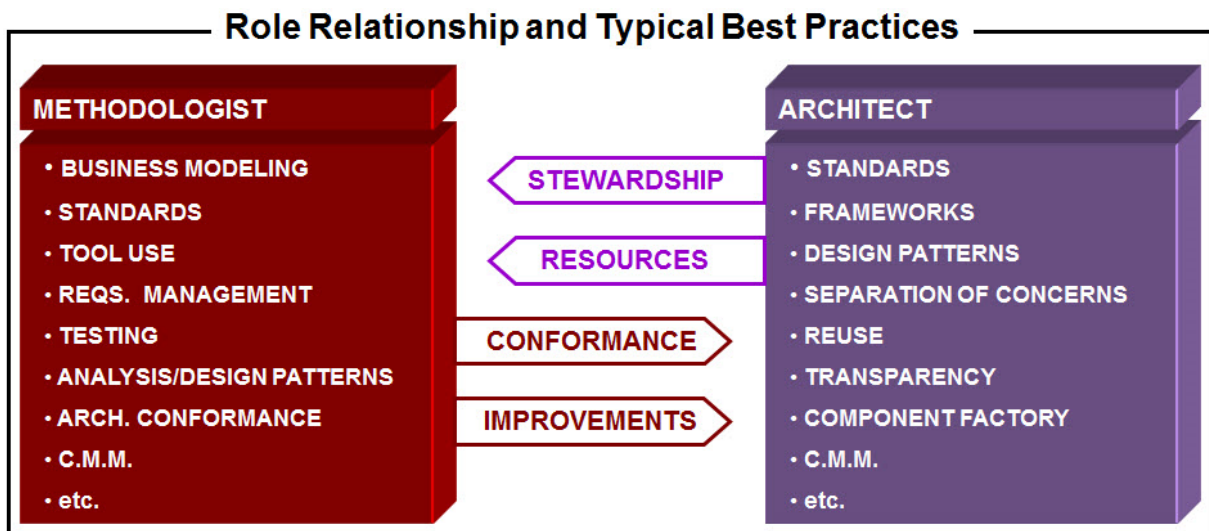 Role Relationship and Typical Best Practices
METHODOLOGIST
• BUSINESS MODELING
• STANDARDS
• TOOL USE
• REQS. MANAGEMENT
• TESTING
• ANALYSIS/DESIGN PATTERNS
• ARCH. CONFORMANCE
• C.M.M.
• etc.
STEWARDSHIP
RESOURCES
CONFORMANCE
IMPROVEMENTS
ARCHITECT
• STANDARDS
• FRAMEWORKS
• DESIGN PATTERNS
• SEPARATION OF CONCERNS
• REUSE
• TRANSPARENCY
• COMPONENT FACTORY
• C.M.M.
• etc.